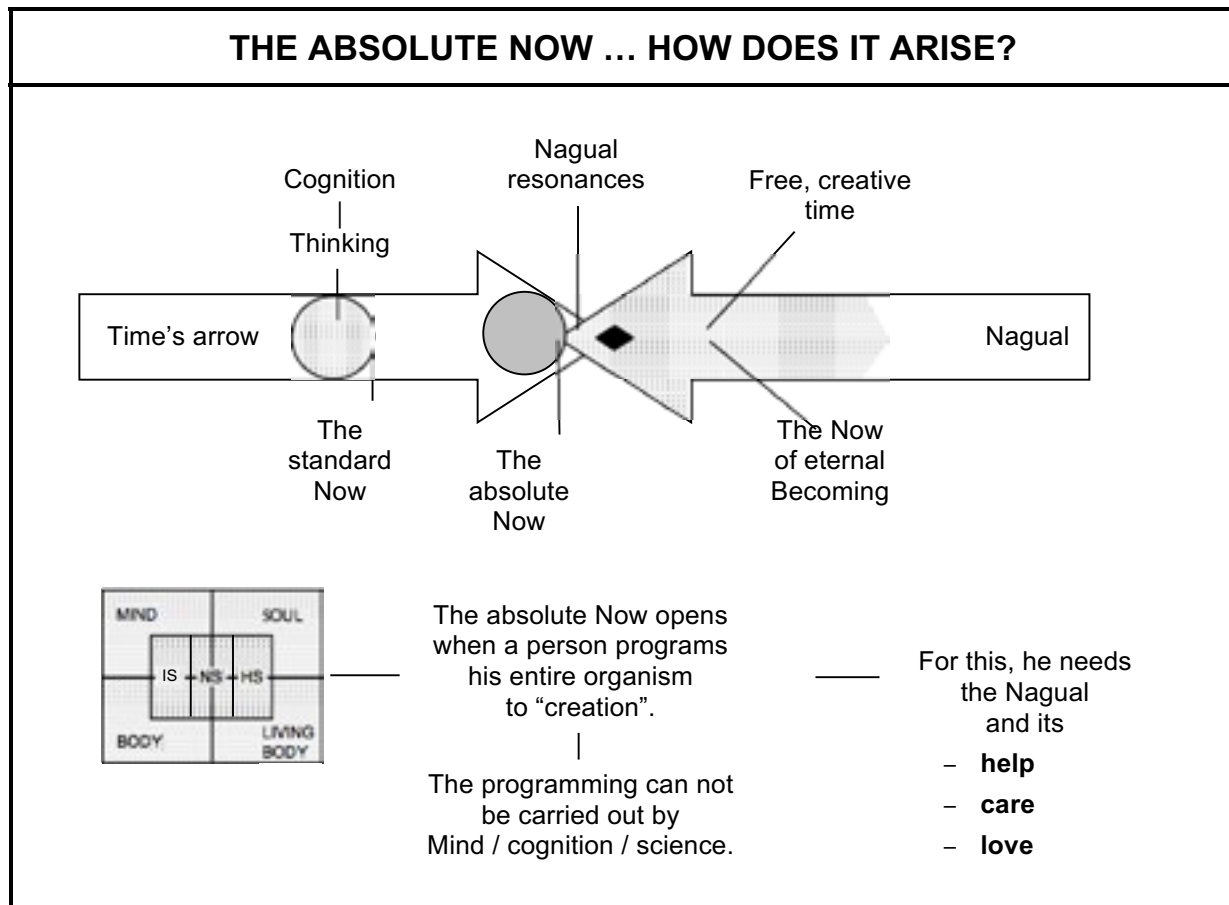 THE ABSOLUTE NOW … HOW DOES IT ARISE?
Cognition
Thinking
Nagual
resonances
Free, creative
time
Time’s arrow
Nagual
The
standard
Now
The
absolute
Now
The Now
of eternal
Becoming
MIND
SOUL
IS
NS
HS
BODY
LIVING
BODY
The absolute Now opens
when a person programs
his entire organism
to “creation”.
The programming can not
be carried out by
Mind / cognition / science.
For this, he needs
the Nagual
and its
– help
– care
– love